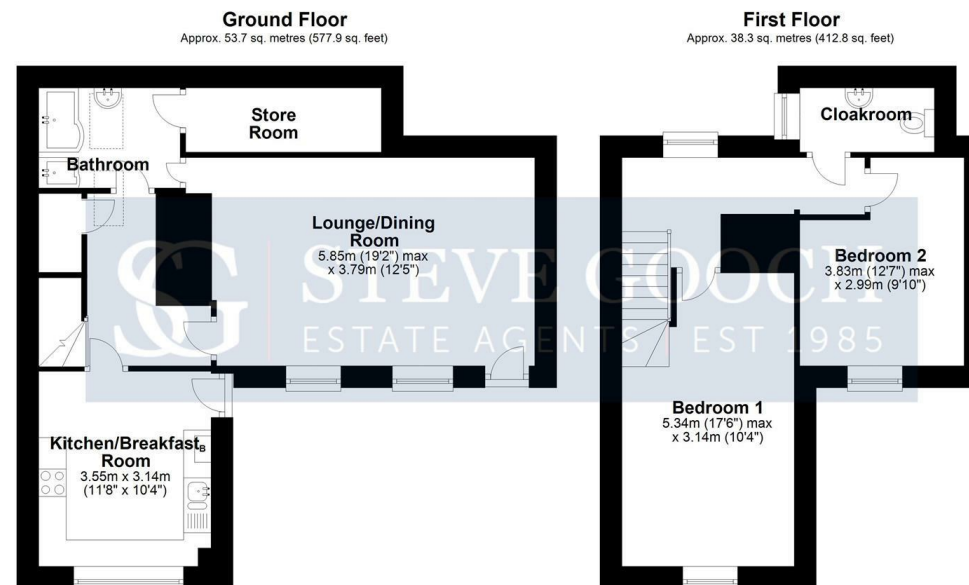 Ground Floor
Approx. 53.7 sq. metres (577.9 sq. feet)
Store
Room
Bathroom
Lounge/Dining
Room
5.85m (19'2") max
x 3.79m (12'5")
Kitchen/Breakfast
Room
3.55m x 3.14m
(11'8" x 10'4")
B
First Floor
Approx. 38.3 sq. metres (412.8 sq. feet)
Cloakroom
Bedroom 2
3.83m (12'7") max
x 2.99m (9'10")
Bedroom 1
5.34m (17'6") max
x 3.14m (10'4")
SG
STEVE GOOCH
ESTATE AGENTS | EST 1985